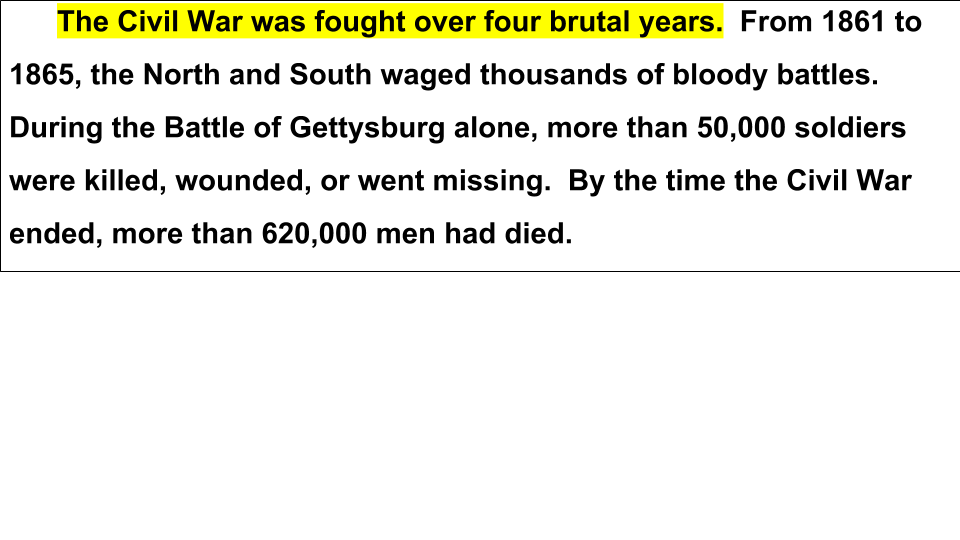 The Civil War was fought over four brutal years.  From 1861 to
1865, the North and South waged thousands of bloody battles.
During the Battle of Gettysburg alone, more than 50,000 soldiers
were killed, wounded, or went missing.  By the time the Civil War
ended, more than 620,000 men had died.